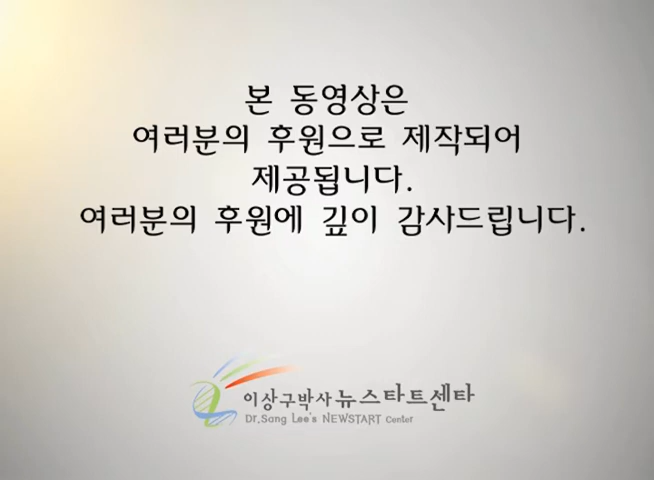 본 동영상은
여러분의 후원으로 제작되어
제공됩니다.
여러분의 후원에 깊이 감사드립니다.
이상구박사뉴스타트센타
Dr.Sang Lee's NEWSTART Center